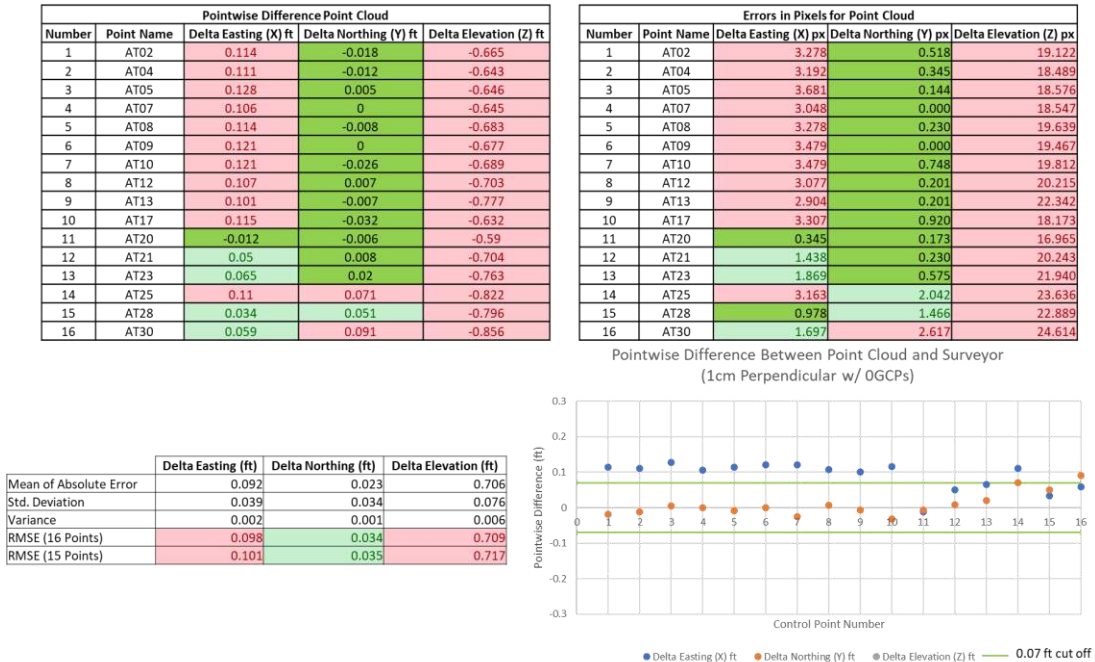 Pointwise Difference Point Cloud
Number Point Name Delta Easting (X) ft Delta Northing (Y) ft Delta Elevation (Z) ft
1 AT02 0.114 -0.018 -0.665
2 AT04 0.111 -0.012 -0.643
3 AT05 0.128 0.005 -0.646
4 AT07 0.106 0 -0.645
5 AT08 0.114 -0.008 -0.683
6 AT09 0.121 0 -0.677
7 AT10 0.121 -0.026 -0.689
8 AT12 0.107 0.007 -0.703
9 AT13 0.101 -0.007 -0.777
10 AT17 0.115 -0.032 -0.632
11 AT20 -0.012 -0.006 -0.59
12 AT21 0.05 0.008 -0.704
13 AT23 0.065 0.02 -0.763
14 AT25 0.11 0.071 -0.822
15 AT28 0.034 0.051 -0.796
16 AT30 0.059 0.091 -0.856
Errors in Pixels for Point Cloud
Number Point Name Delta Easting (X) px Delta Northing (Y) px Delta Elevation (Z) px
1 AT02 3.278 0.518 19.122
2 AT04 3.192 0.345 18.489
3 AT05 3.681 0.144 18.576
4 AT07 3.048 0.000 18.547
5 AT08 3.278 0.230 19.639
6 AT09 3.479 0.000 19.467
7 AT10 3.479 0.748 19.812
8 AT12 3.077 0.201 20.215
9 AT13 2.904 0.201 22.342
10 AT17 3.307 0.920 18.173
11 AT20 0.345 0.173 16.965
12 AT21 1.438 0.230 20.243
13 AT23 1.869 0.575 21.940
14 AT25 3.163 2.042 23.636
15 AT28 0.978 1.466 22.889
16 AT30 1.697 2.617 24.614
Delta Easting (ft) Delta Northing (ft) Delta Elevation (ft)
Mean of Absolute Error 0.092 0.023 0.706
Std. Deviation 0.039 0.034 0.076
Variance 0.002 0.001 0.006
RMSE (16 Points) 0.098 0.034 0.709
RMSE (15 Points) 0.101 0.035 0.717
Pointwise Difference Between Point Cloud and Surveyor
(1cm Perpendicular w/ 0GCPs)
Pointwise Difference (ft)
0.3
0.2
0.1
0
-0.1
-0.2
-0.3
0 1 2 3 4 5 6 7 8 9 10 11 12 13 14 15 16
Control Point Number
Delta Easting (X) ft Delta Northing (Y) ft Delta Elevation (Z) ft 0.07 ft cut off